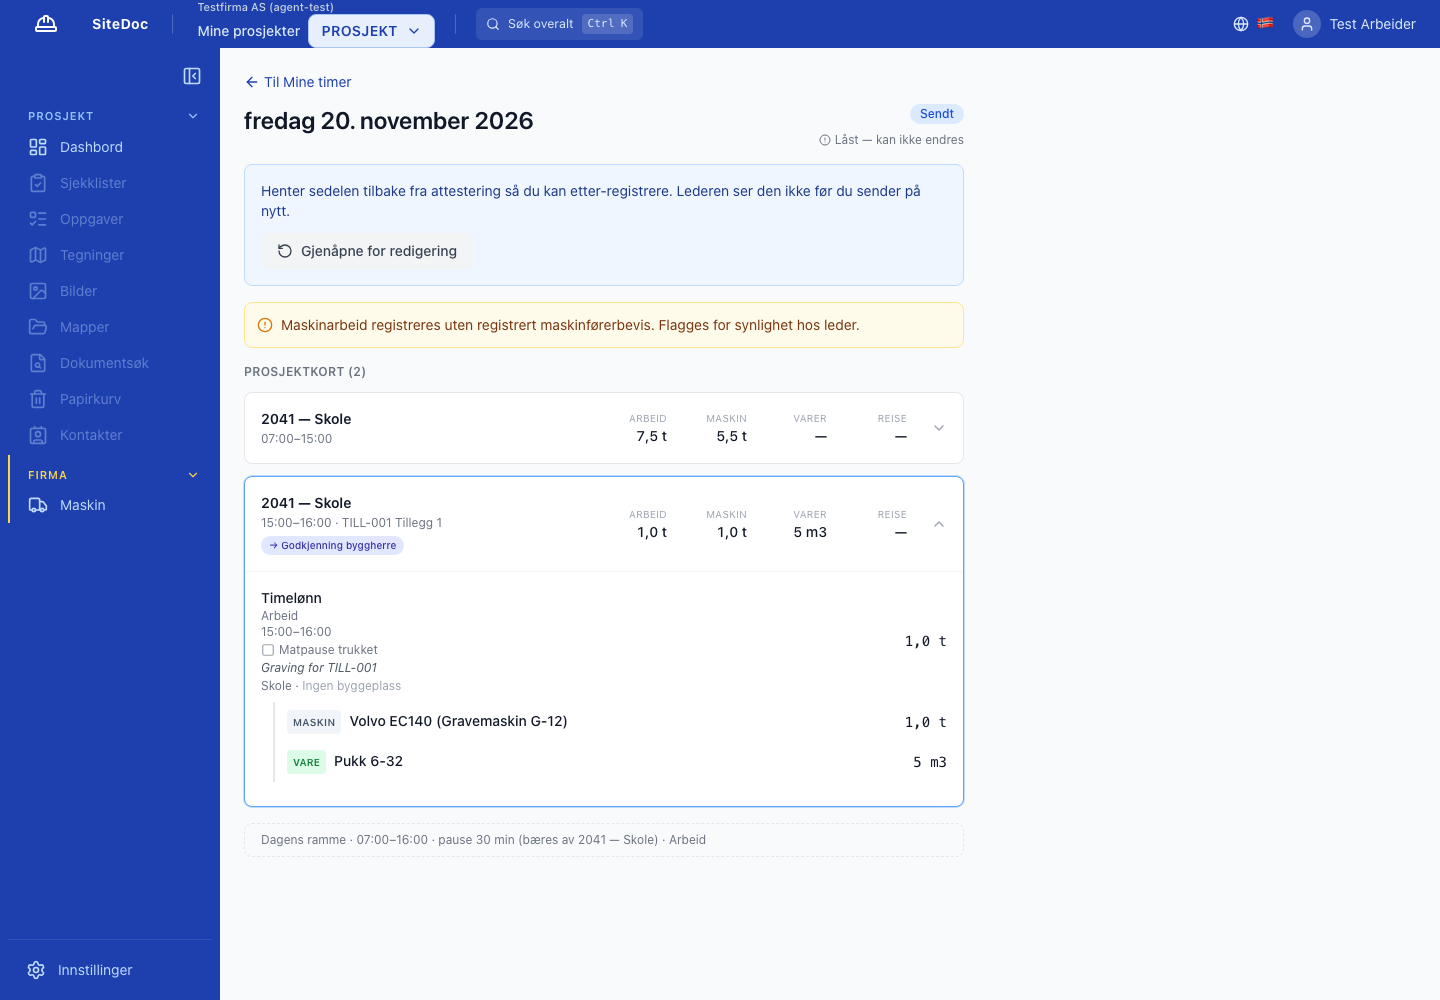 SiteDoc
Testfirma AS (agent-test)
Mine prosjekter
PROSJEKT
Søk overalt
Ctrl K
Test Arbeider
PROSJEKT
Dashbord
Sjekklister
Oppgaver
Tegninger
Bilder
Mapper
Dokumentsøk
Papirkurv
Kontakter
FIRMA
Maskin
Innstillinger
Til Mine timer
fredag 20. november 2026
Sendt
Låst — kan ikke endres
Henter sedelen tilbake fra attestering så du kan etter-registrere. Lederen ser den ikke før du sender på
nytt.
Gjenåpne for redigering
Maskinarbeid registreres uten registrert maskinførerbevis. Flagges for synlighet hos leder.
PROSJEKTKORT (2)
2041 — Skole
07:00–15:00
ARBEID MASKIN VARER REISE
7,5 t 5,5 t — —
2041 — Skole
15:00–16:00 · TILL-001 Tillegg 1
→ Godkjenning byggherre
ARBEID MASKIN VARER REISE
1,0 t 1,0 t 5 m3 —
Timelønn
Arbeid
15:00–16:00
Matpause trukket
Graving for TILL-001
Skole · Ingen byggeplass
1,0 t
MASKIN Volvo EC140 (Gravemaskin G-12) 1,0 t
VARE Pukk 6-32 5 m3
Dagens ramme · 07:00–16:00 · pause 30 min (bæres av 2041 — Skole) · Arbeid